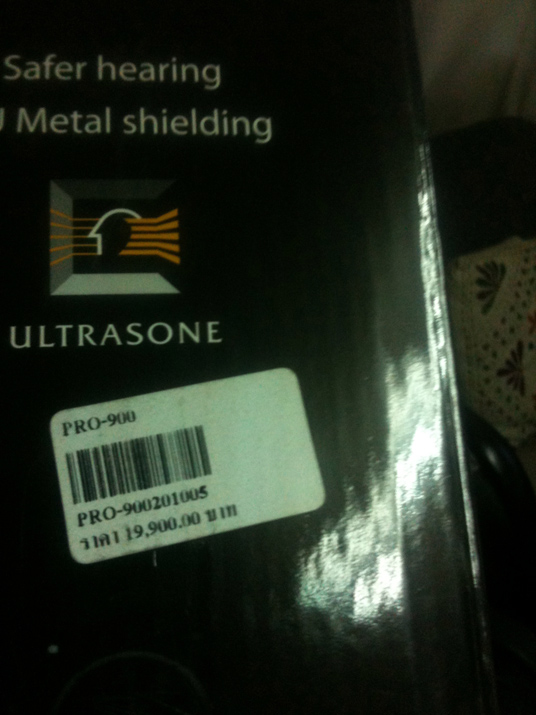 Safer hearing
Metal shielding
ULTRASONE
PRO-900
PRO-900201005
ราคา 19,900.00 บาท